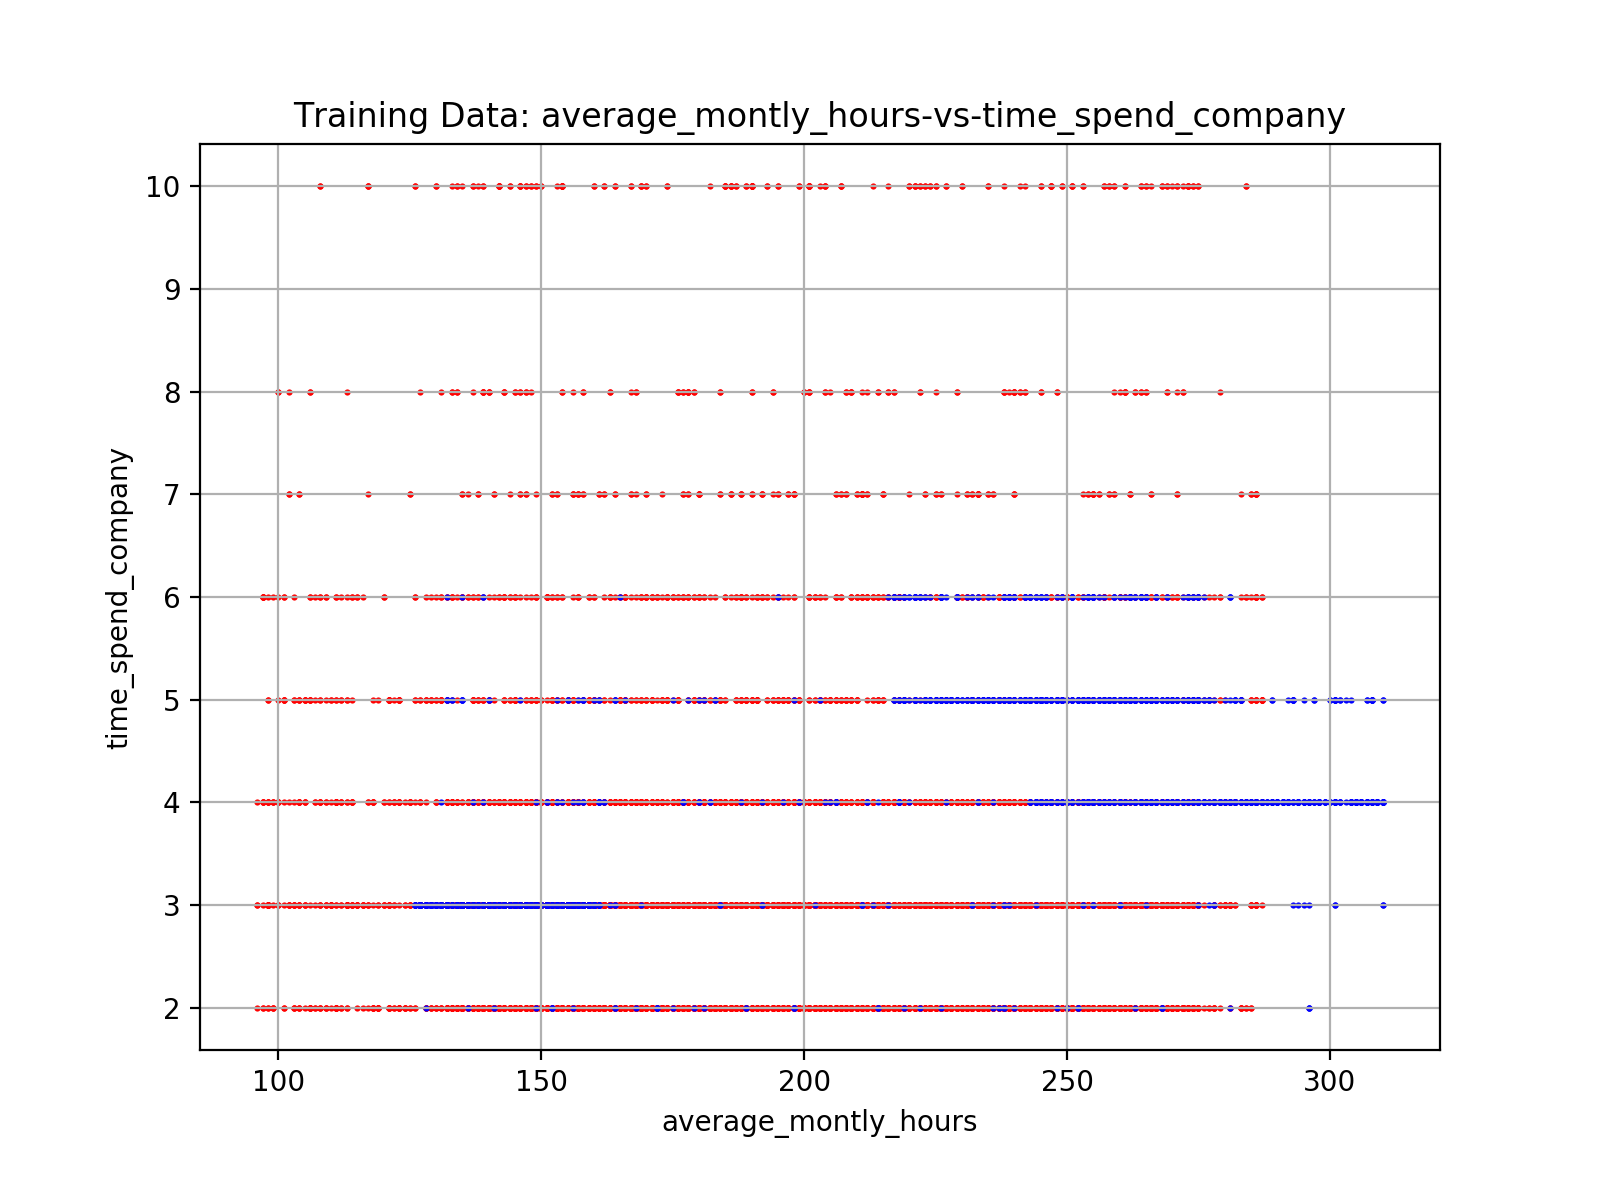 Training Data: average_montly_hours-vs-time_spend_company
10
9
8
7
6
5
4
3
2
time_spend_company
100 150 200 250 300
average_montly_hours